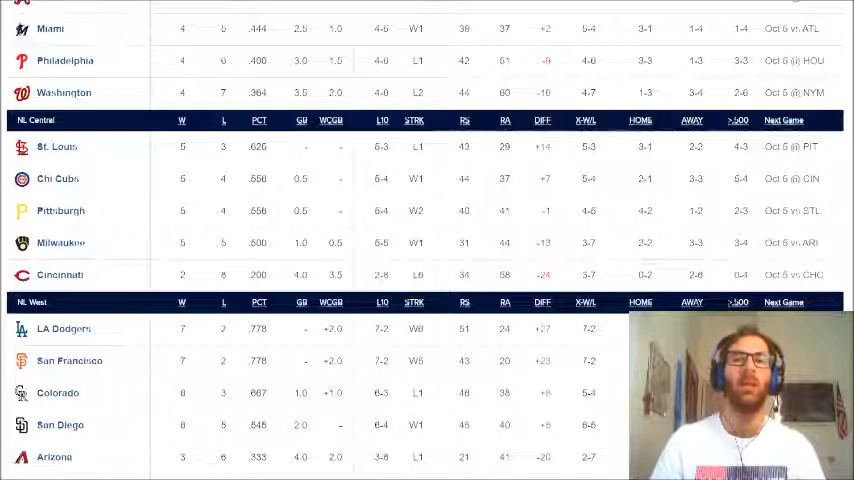 Miami 4 5 .444 2.5 1.0 4-5 W1 39 37 +2 5-4 3-1 1-4 1-4 Oct 5 vs ATL
Philadelphia 4 6 .400 3.0 1.5 4-6 L1 42 51 -9 4-6 3-3 1-3 3-3 Oct 5 @ HOU
Washington 4 7 .364 3.5 2.0 4-6 L2 44 60 -16 4-7 1-3 3-4 2-6 Oct 5 @ NYM
NL Central W L PCT GB WCGB L10 STRK RS RA DIFF X-W/L HOME AWAY >.500 Next Game
St. Louis 5 3 .625 - - 5-3 L1 43 29 +14 5-3 3-1 2-2 4-3 Oct 5 @ PIT
Chi Cubs 5 4 .556 0.5 - 5-4 W1 44 37 +7 5-4 2-1 3-3 5-4 Oct 5 @ CIN
Pittsburgh 5 4 .556 0.5 - 5-4 W2 40 41 -1 4-5 4-2 1-2 2-3 Oct 5 vs STL
Milwaukee 5 5 .500 1.0 0.5 5-5 W1 31 44 -13 3-7 2-2 3-3 3-4 Oct 5 vs ARI
Cincinnati 2 8 .200 4.0 3.5 2-8 L6 34 58 -24 3-7 0-2 2-6 0-4 Oct 5 vs CHC
NL West W L PCT GB WCGB L10 STRK RS RA DIFF X-W/L HOME AWAY >.500 Next Game
LA Dodgers 7 2 .778 - +2.0 7-2 W6 51 24 +27 7-2
San Francisco 7 2 .778 - +2.0 7-2 W5 43 20 +23 7-2
Colorado 6 3 .667 1.0 +1.0 6-3 L1 46 38 +8 5-4
San Diego 6 5 .545 2.0 - 6-4 W1 45 40 +5 6-5
Arizona 3 6 .333 4.0 2.0 3-6 L1 21 41 -20 2-7